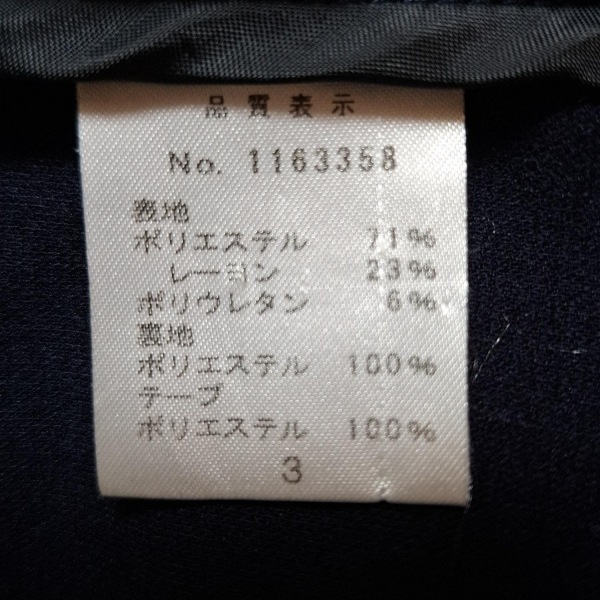 品質表示
No. 1163358
表地
ポリエステル 71%
レーヨン 23%
ポリウレタン 6%
裏地
ポリエステル 100%
テープ
ポリエステル 100%
3